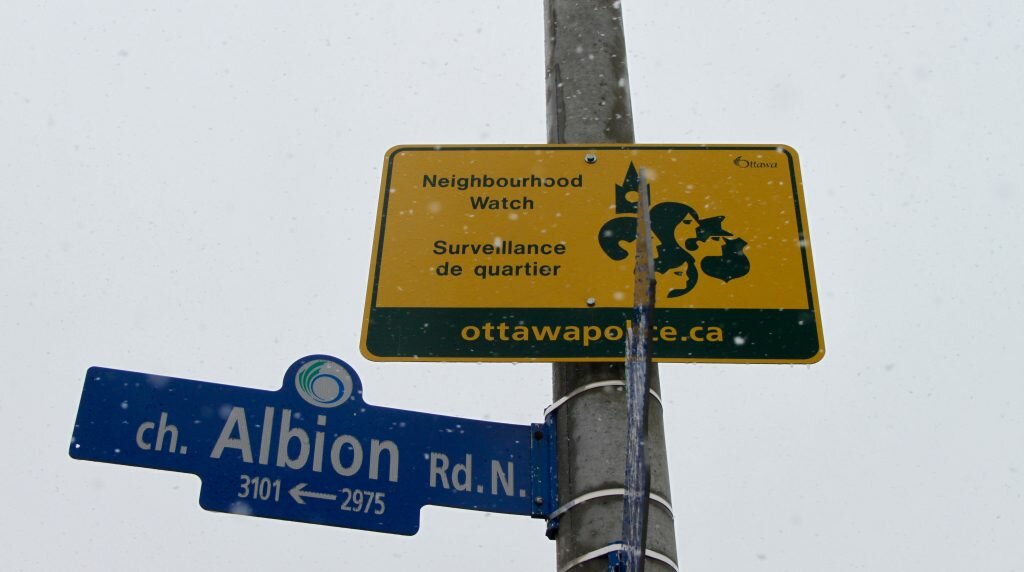 Ottawa
Neighbourhood
Watch
Surveillance
de quartier
ottawapolice.ca
ch. Albion Rd. N.
3101 ← 2975